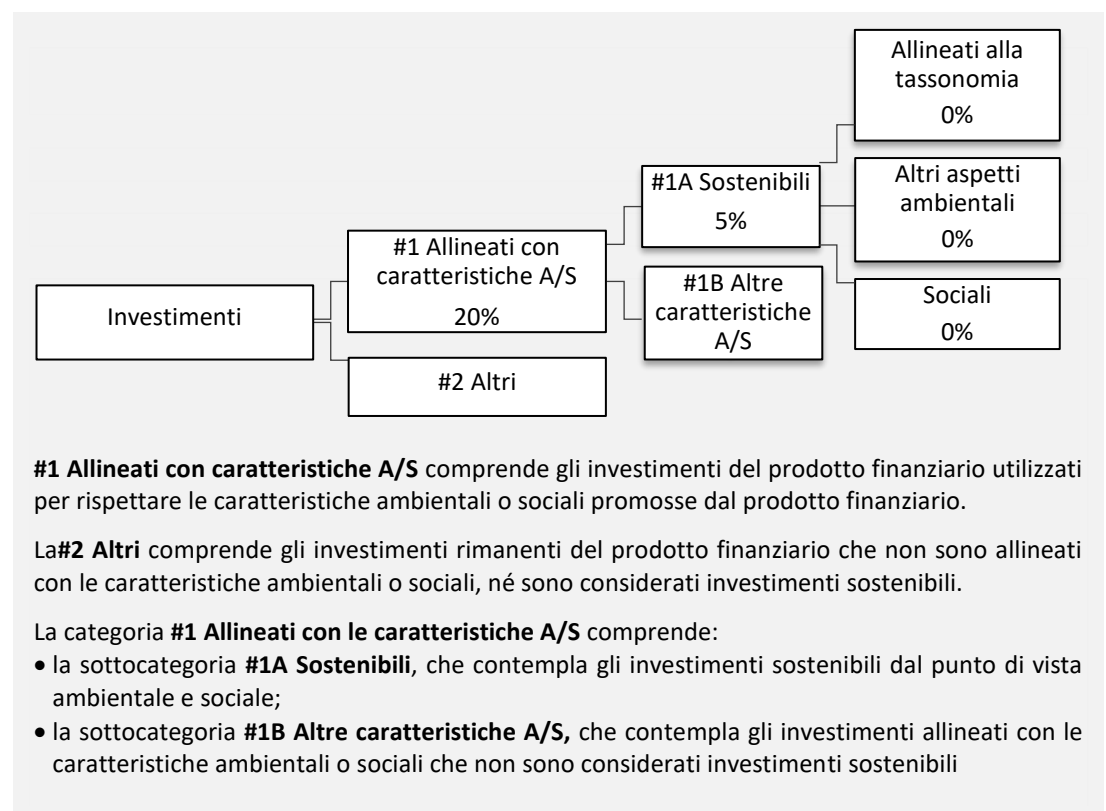 Allineati alla
tassonomia
0%
#1A Sostenibili
5%
Altri aspetti
ambientali
0%
#1 Allineati con
caratteristiche A/S
20%
#1B Altre
caratteristiche
A/S
Sociali
0%
Investimenti
#2 Altri
#1 Allineati con caratteristiche A/S comprende gli investimenti del prodotto finanziario utilizzati
per rispettare le caratteristiche ambientali o sociali promosse dal prodotto finanziario.
La#2 Altri comprende gli investimenti rimanenti del prodotto finanziario che non sono allineati
con le caratteristiche ambientali o sociali, né sono considerati investimenti sostenibili.
La categoria #1 Allineati con le caratteristiche A/S comprende:
• la sottocategoria #1A Sostenibili, che contempla gli investimenti sostenibili dal punto di vista
ambientale e sociale;
• la sottocategoria #1B Altre caratteristiche A/S, che contempla gli investimenti allineati con le
caratteristiche ambientali o sociali che non sono considerati investimenti sostenibili